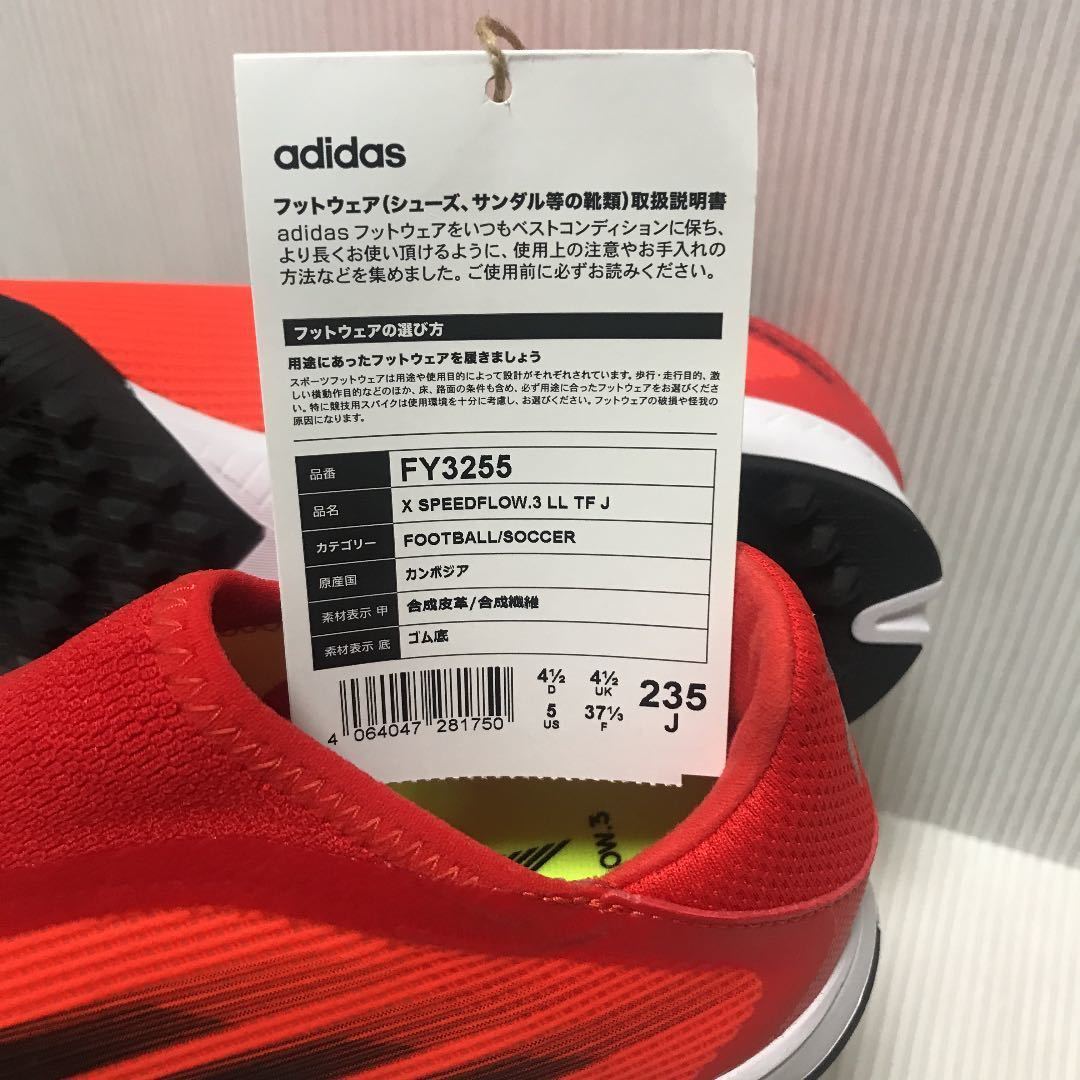 adidas
フットウェア(シューズ、サンダル等の靴類)取扱説明書
adidas フットウェアをいつもベストコンディションに保ち、
より長くお使い頂けるように、使用上の注意やお手入れの
方法などを集めました。ご使用前に必ずお読みください。
フットウェアの選び方
用途にあったフットウェアを履きましょう
スポーツフットウェアは用途や使用目的によって設計がそれぞれされています。歩行・走行目的、激
しい横動作目的などのほか、床、路面の条件も含め、必ず用途に合ったフットウェアをお選びくださ
い。特に競技用スパイクは使用環境を十分に考慮し、お選びください。フットウェアの破損や怪我の
原因になります。
品番 FY3255
品名 X SPEEDFLOW.3 LL TF J
カテゴリー FOOTBALL/SOCCER
原産国 カンボジア
素材表示 甲 合成皮革/合成繊維
素材表示 底 ゴム底
4½ 4½ 235
D UK
5 37⅓ J
US F
4 064047 281750
OW.3